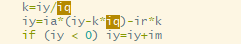 k=iy/iq
iy=ia*(iy-k*iq)-ir*k
if (iy < 0) iy=iy+im